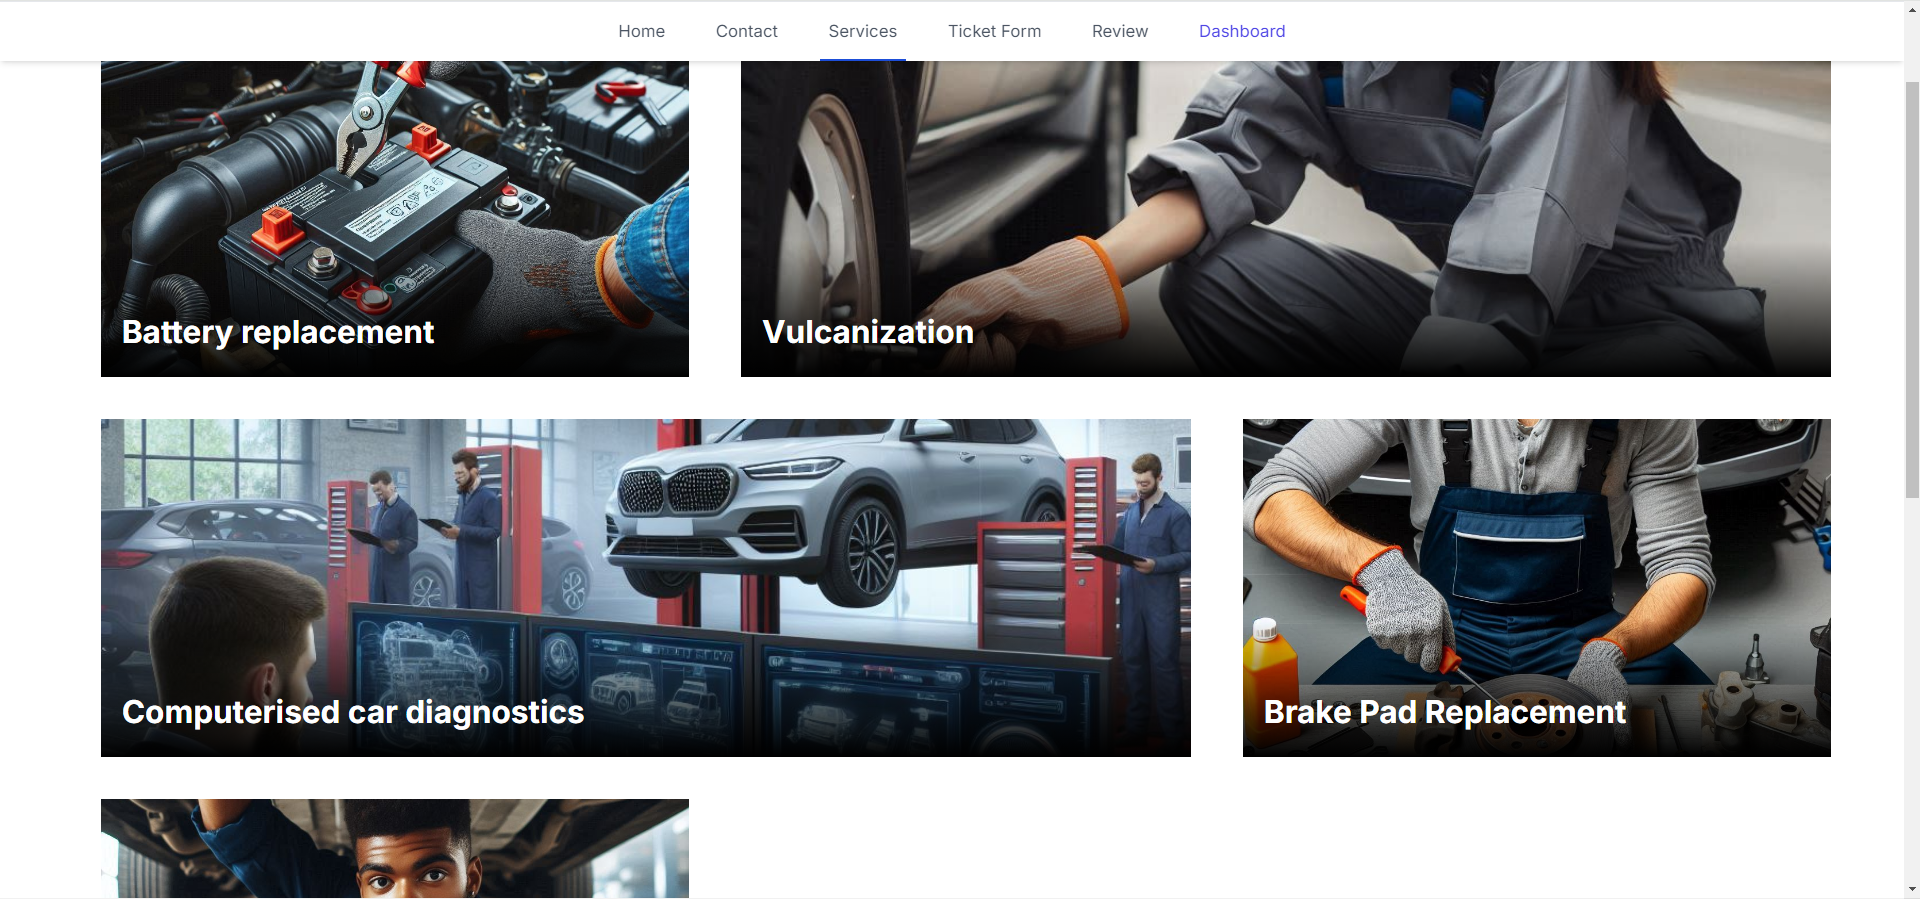 Home Contact Services Ticket Form Review Dashboard
Battery replacement
Vulcanization
Computerised car diagnostics
Brake Pad Replacement